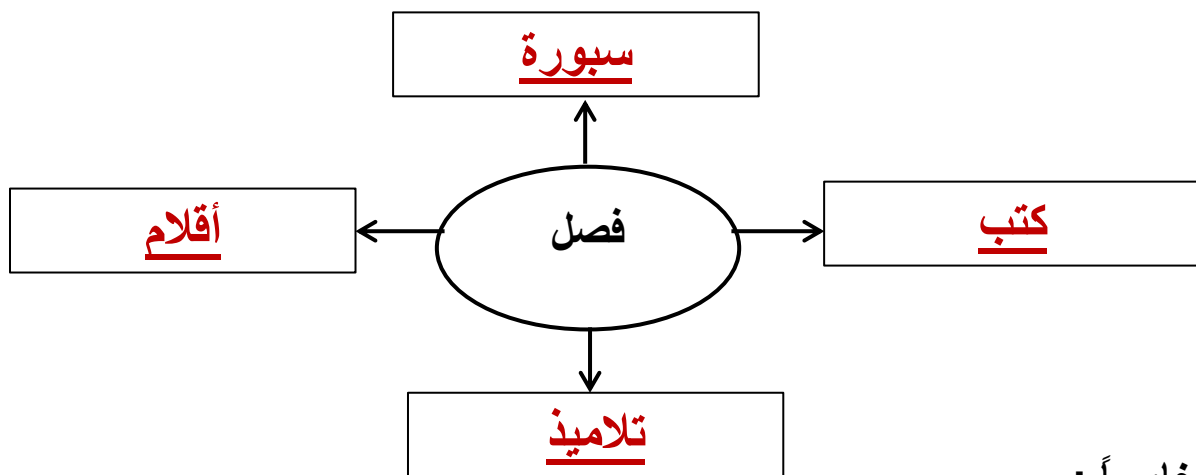 سبورة
كتب
فصل
أقلام
تلاميذ